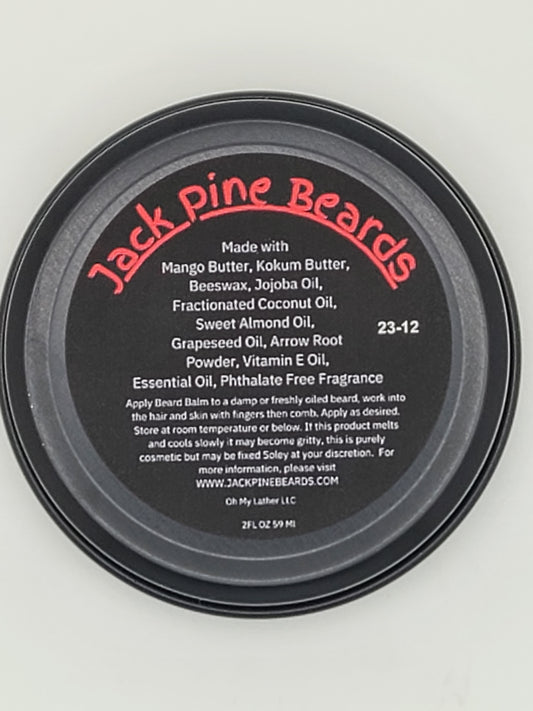 Jack Pine Beards
Made with
Mango Butter, Kokum Butter,
Beeswax, Jojoba Oil,
Fractionated Coconut Oil,
Sweet Almond Oil,
23-12
Grapeseed Oil, Arrow Root
Powder, Vitamin E Oil,
Essential Oil, Phthalate Free Fragrance
Apply Beard Balm to a damp or freshly oiled beard, work into
the hair and skin with fingers then comb. Apply as desired.
Store at room temperature or below. If this product melts
and cools slowly it may become gritty, this is purely
cosmetic but may be fixed Soley at your discretion. For
more information, please visit
WWW.JACKPINEBEARDS.COM
Oh My Lather LLC
2FL OZ 59 Ml